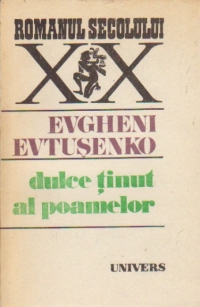 ROMANUL SECOLULUI
XX
EVGHENI
EVTUȘENKO
dulce ținut
al poamelor
UNIVERS